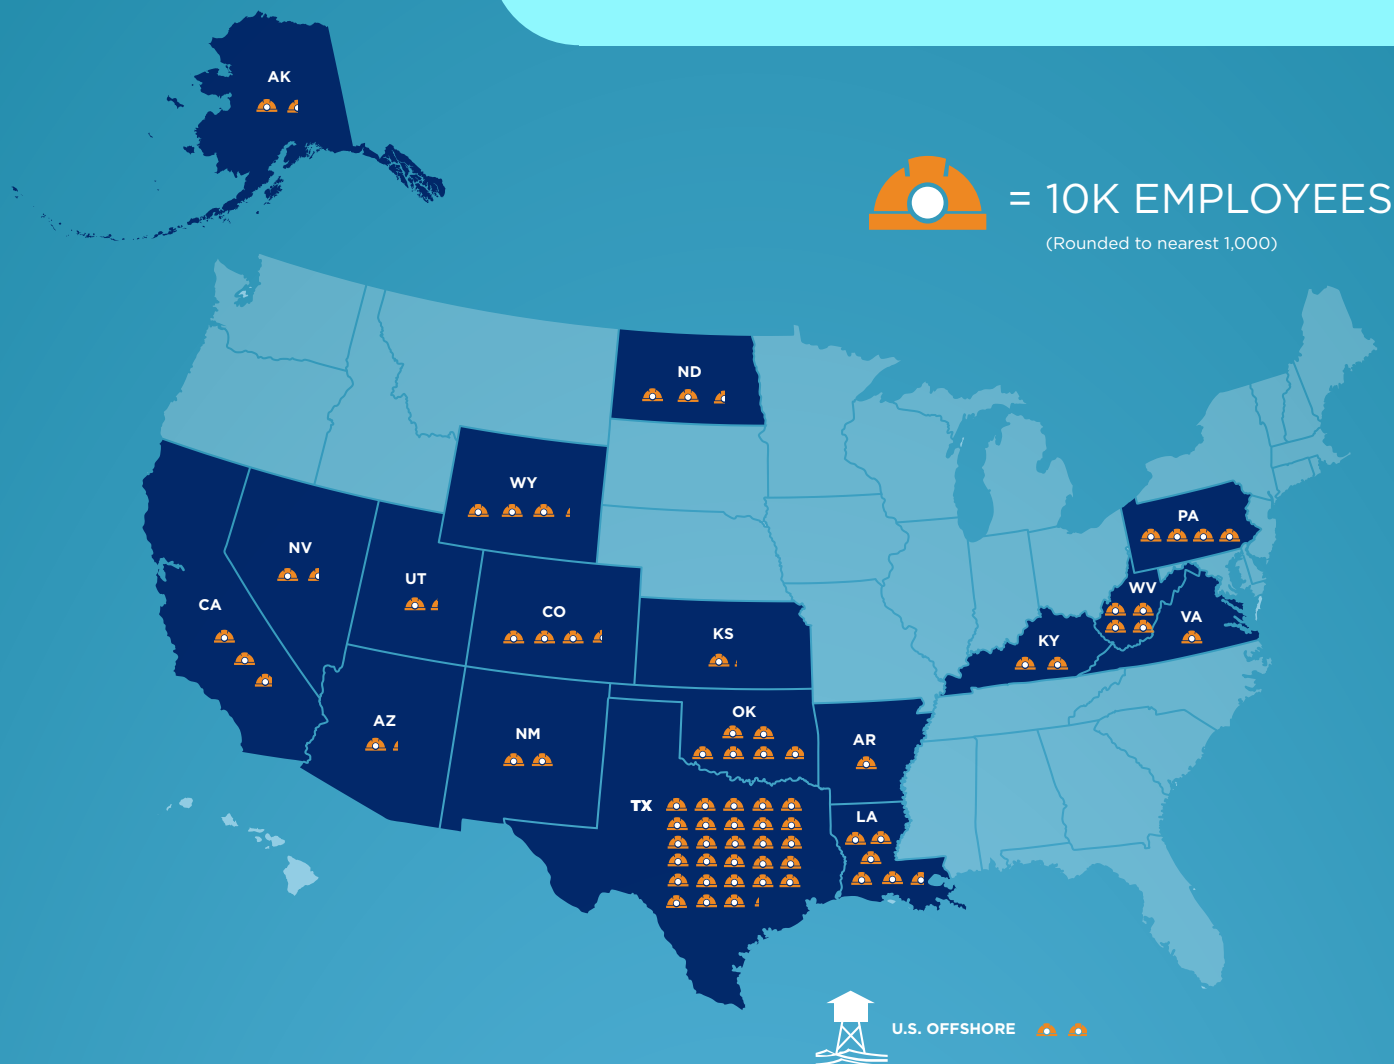 AK
= 10K EMPLOYEES
(Rounded to nearest 1,000)
ND
WY
PA
NV
UT
WV
CA
CO
VA
KS
KY
AZ
NM
OK
AR
TX
LA
U.S. OFFSHORE